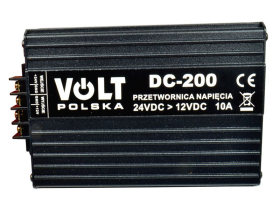 VOLT
POLSKA
DC-200
CE
PRZETWORNICA NAPIĘCIA
24VDC > 12VDC 10A